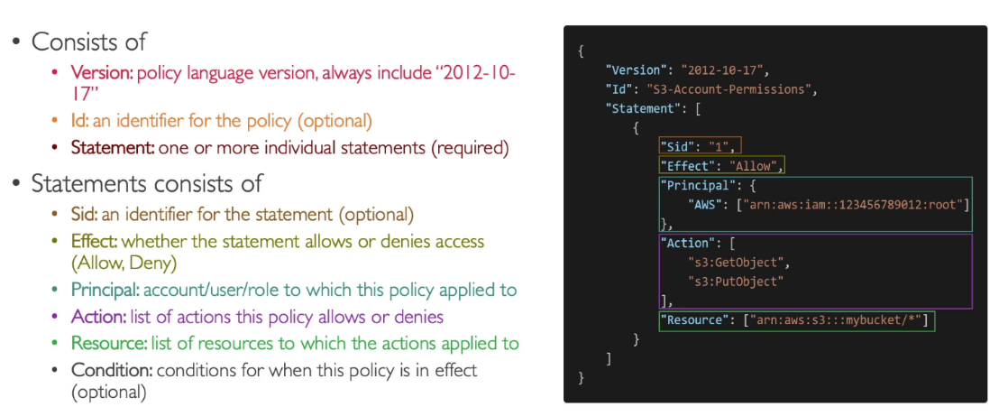 • Consists of
• Version: policy language version, always include “2012-10-
17”
• Id: an identifier for the policy (optional)
• Statement: one or more individual statements (required)
• Statements consists of
• Sid: an identifier for the statement (optional)
• Effect: whether the statement allows or denies access
(Allow, Deny)
• Principal: account/user/role to which this policy applied to
• Action: list of actions this policy allows or denies
• Resource: list of resources to which the actions applied to
• Condition: conditions for when this policy is in effect
(optional)
{
"Version": "2012-10-17",
"Id": "S3-Account-Permissions",
"Statement": [
{
"Sid": "1",
"Effect": "Allow",
"Principal": {
"AWS": ["arn:aws:iam::123456789012:root"]
},
"Action": [
"s3:GetObject",
"s3:PutObject"
],
"Resource": ["arn:aws:s3:::mybucket/*"]
}
]
}